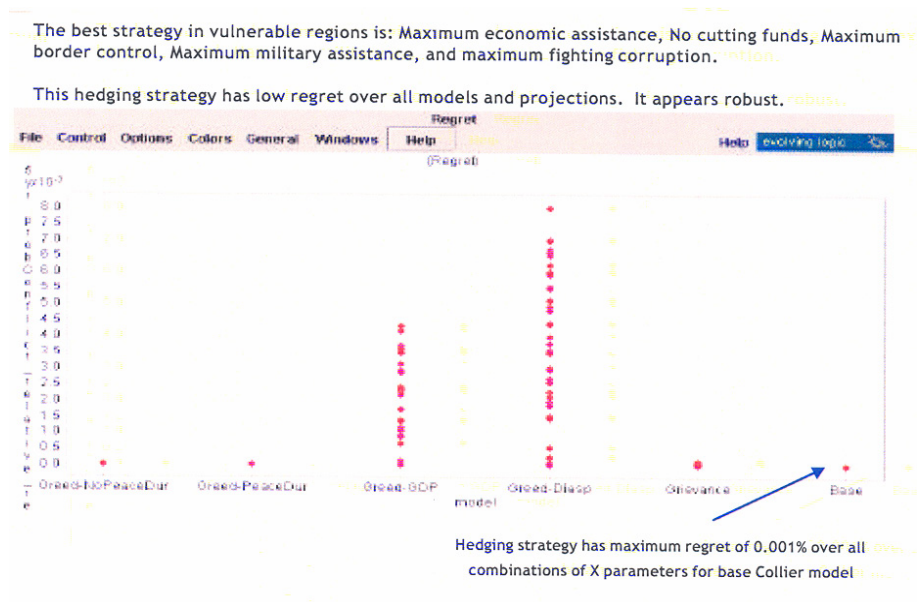 The best strategy in vulnerable regions is: Maximum economic assistance, No cutting funds, Maximum
border control, Maximum military assistance, and maximum fighting corruption.
This hedging strategy has low regret over all models and projections. It appears robust.
Regret
File Control Options Colors General Windows Help Help evolving logic
(Regret)
8 0
7 5
7 0
6 5
6 0
5 5
5 0
4 5
4 0
3 5
3 0
2 5
2 0
1 5
1 0
0 5
0 0
Greed-NoPeaceDur Greed-PeaceDur Greed-GDP Greed-Diasp Grievance Base
model
Hedging strategy has maximum regret of 0.001% over all
combinations of X parameters for base Collier model